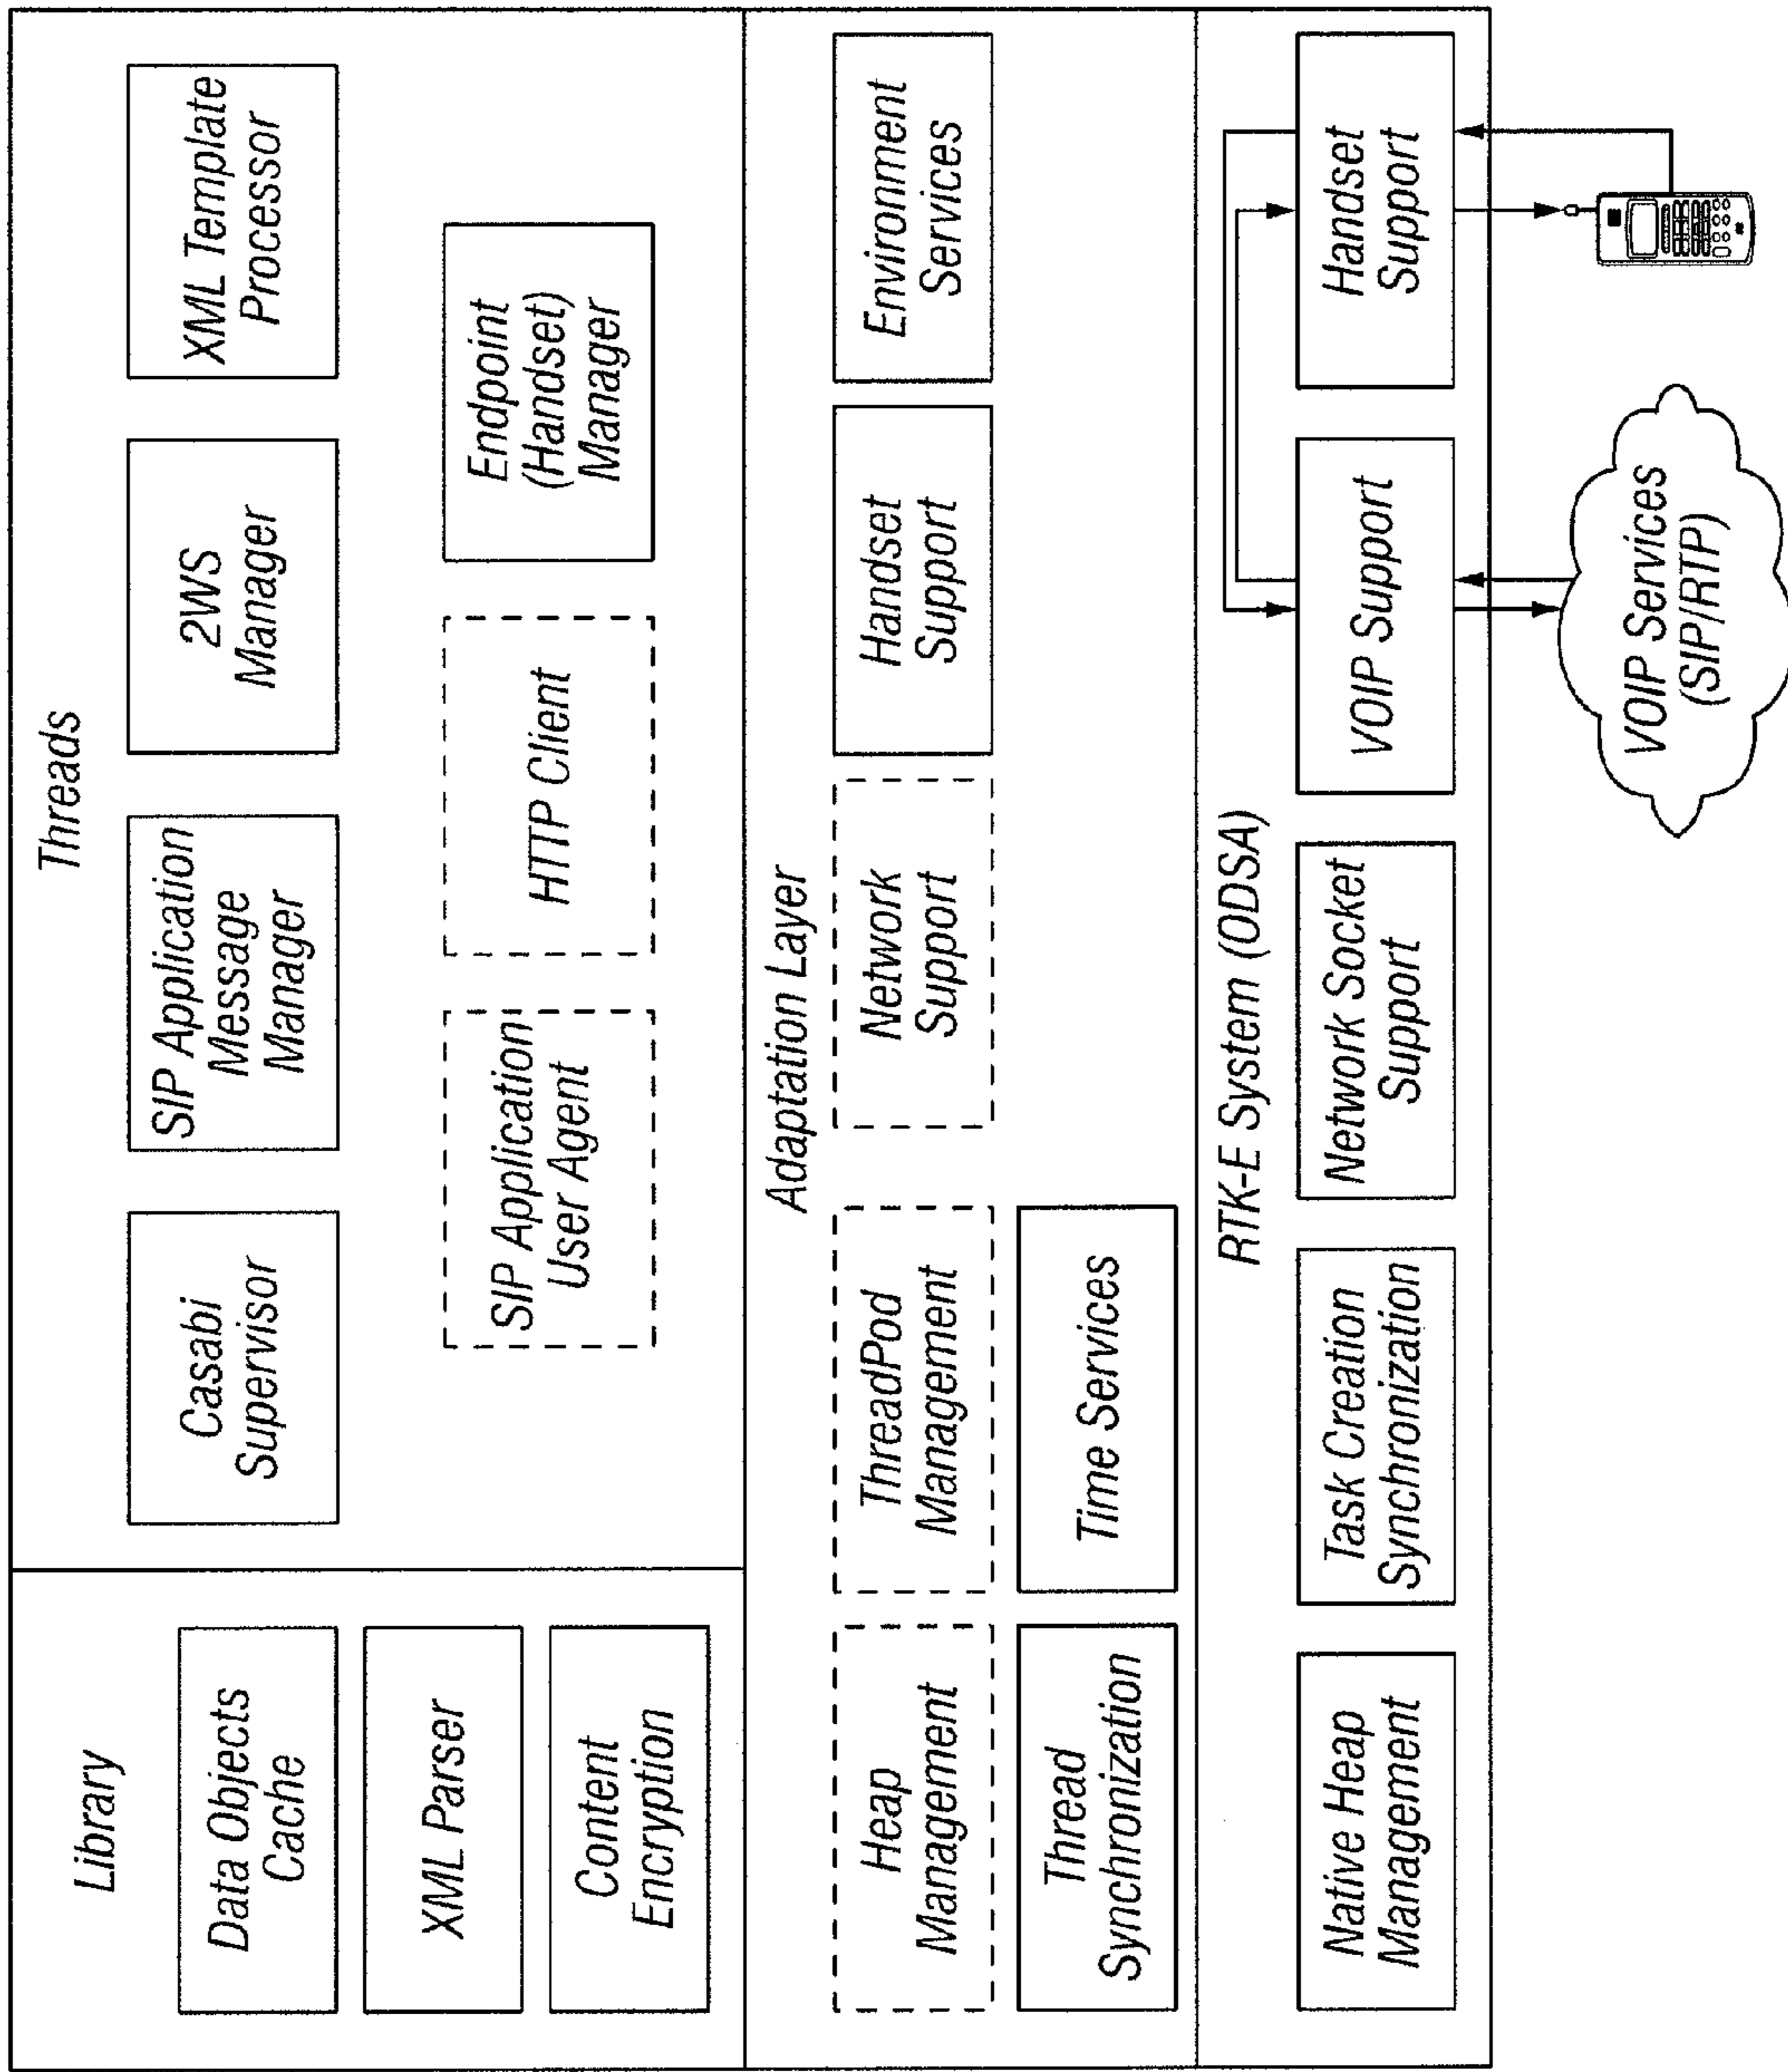 Library
Data Objects
Cache
XML Parser
Content
Encryption
Threads
Casabi
Supervisor
SIP Application
Message
Manager
2WS
Manager
XML Template
Processor
SIP Application
User Agent
HTTP Client
Endpoint
(Handset)
Manager
Adaptation Layer
Heap
Management
ThreadPod
Management
Network
Support
Handset
Support
Environment
Services
Thread
Synchronization
Time Services
RTK-E System (ODSA)
Native Heap
Management
Task Creation
Synchronization
Network Socket
Support
VOIP Support
Handset
Support
VOIP Services
(SIP/RTP)